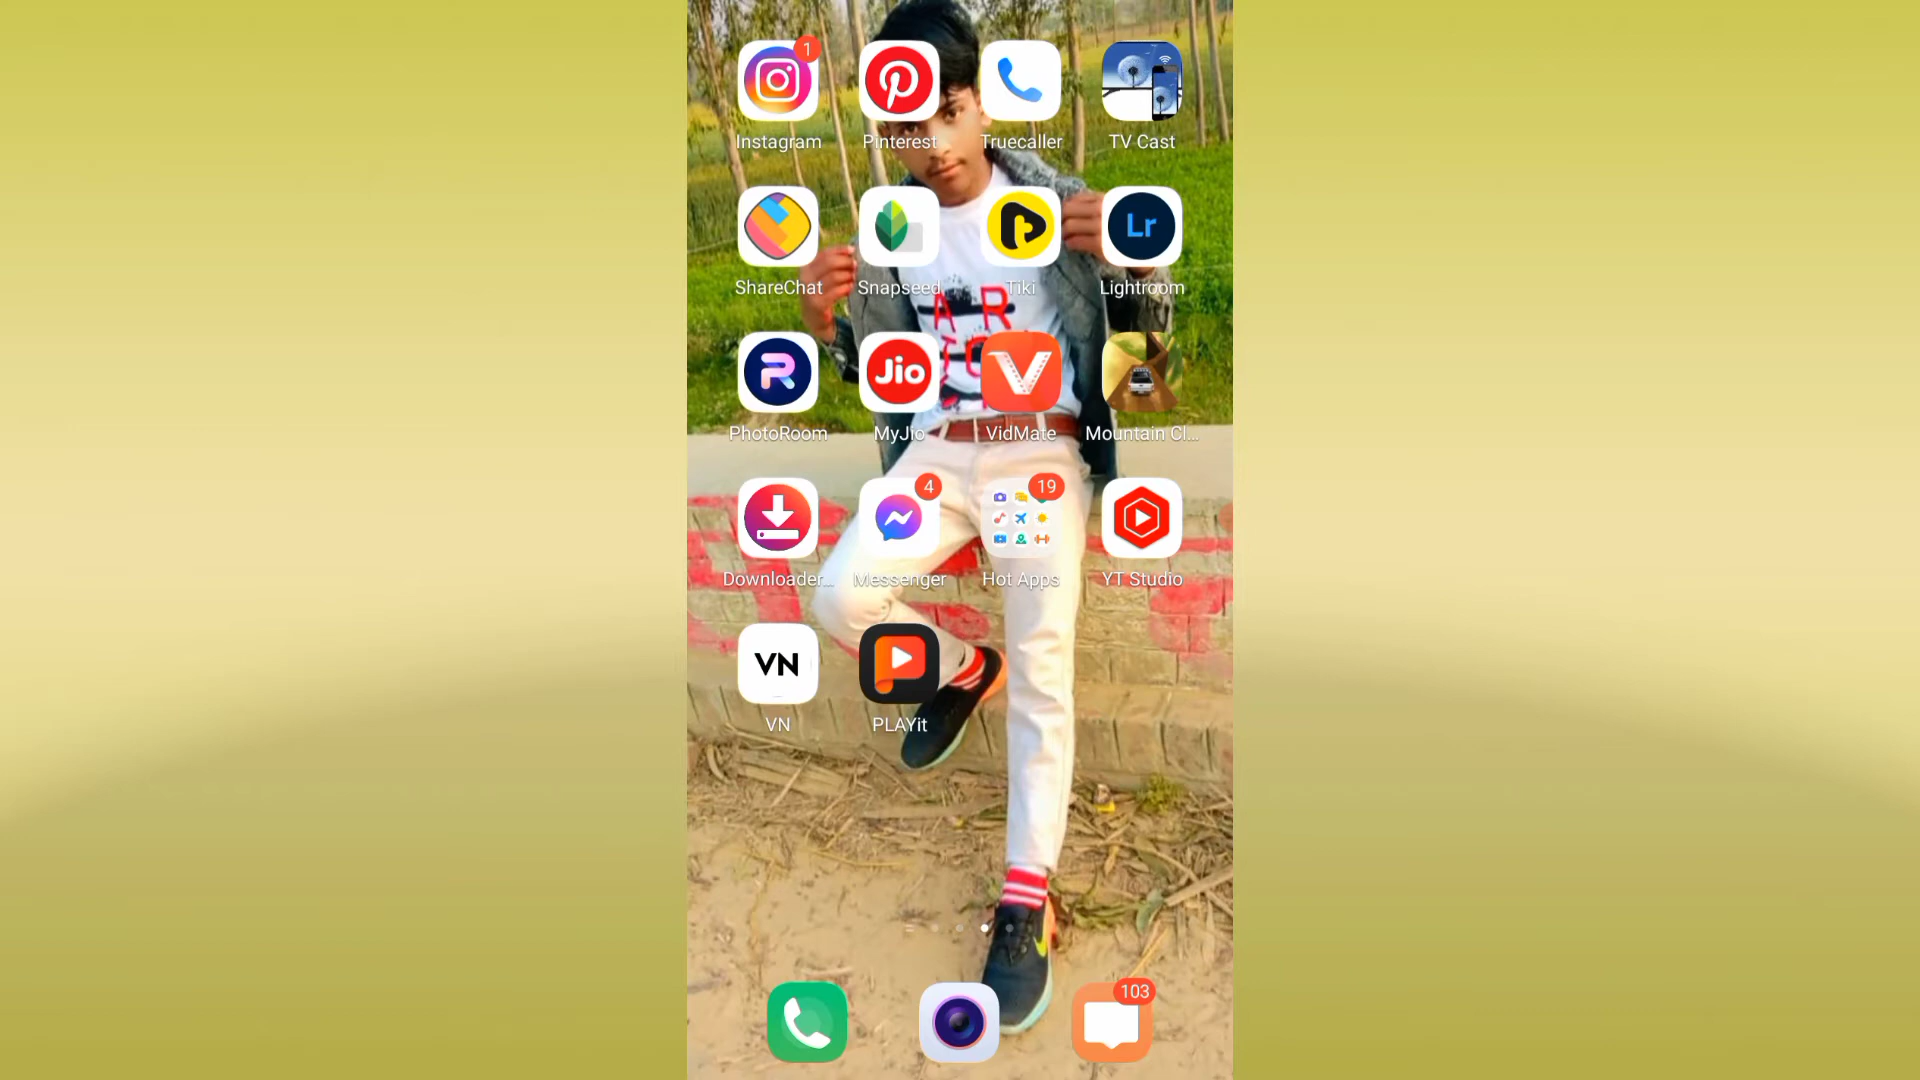 1
Instagram Pinterest Truecaller TV Cast
Lr
ShareChat Snapseed Tiki Lightroom
AR
Jio
PhotoRoom MyJio VidMate Mountain Cl...
4 19
Downloader... Messenger Hot Apps YT Studio
VN
VN PLAYit
103